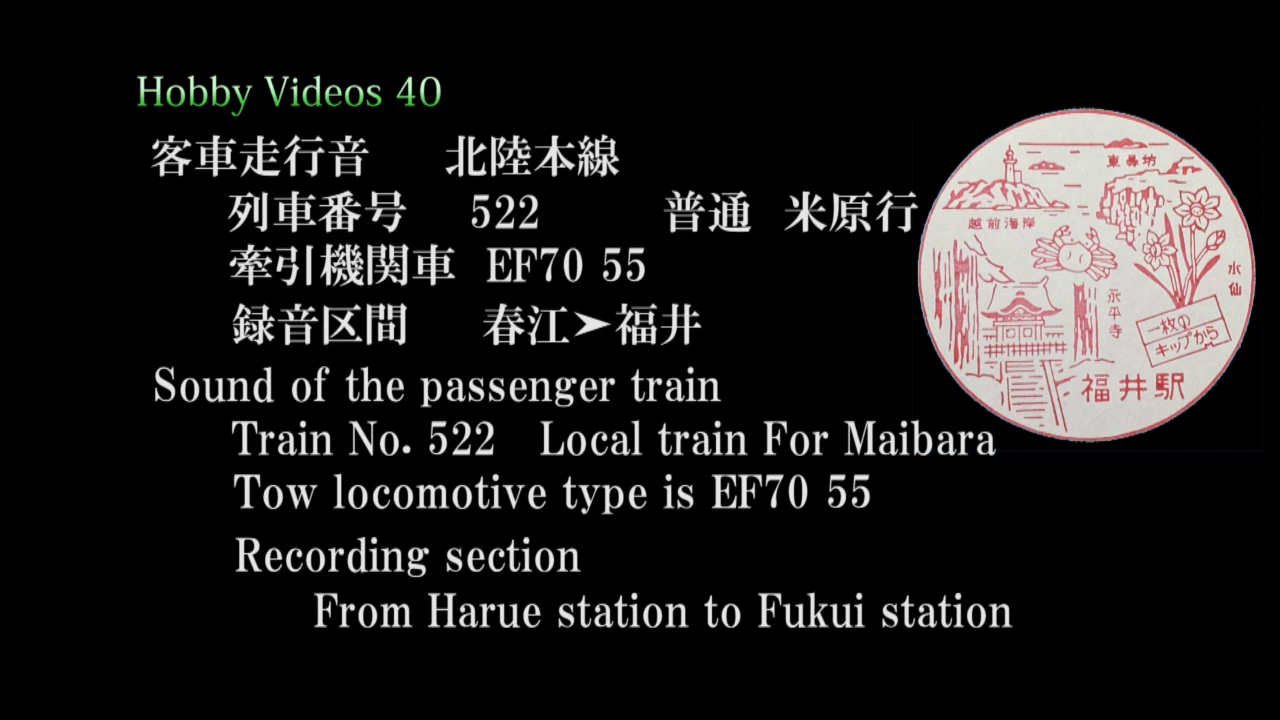 Hobby Videos 40
客車走行音 北陸本線
列車番号 522 普通 米原行
牽引機関車 EF70 55
録音区間 春江➤福井
Sound of the passenger train
Train No. 522 Local train For Maibara
Tow locomotive type is EF70 55
Recording section
From Harue station to Fukui station
東尋坊
越前海岸
水仙
永平寺
一枚の
キップから
福井駅